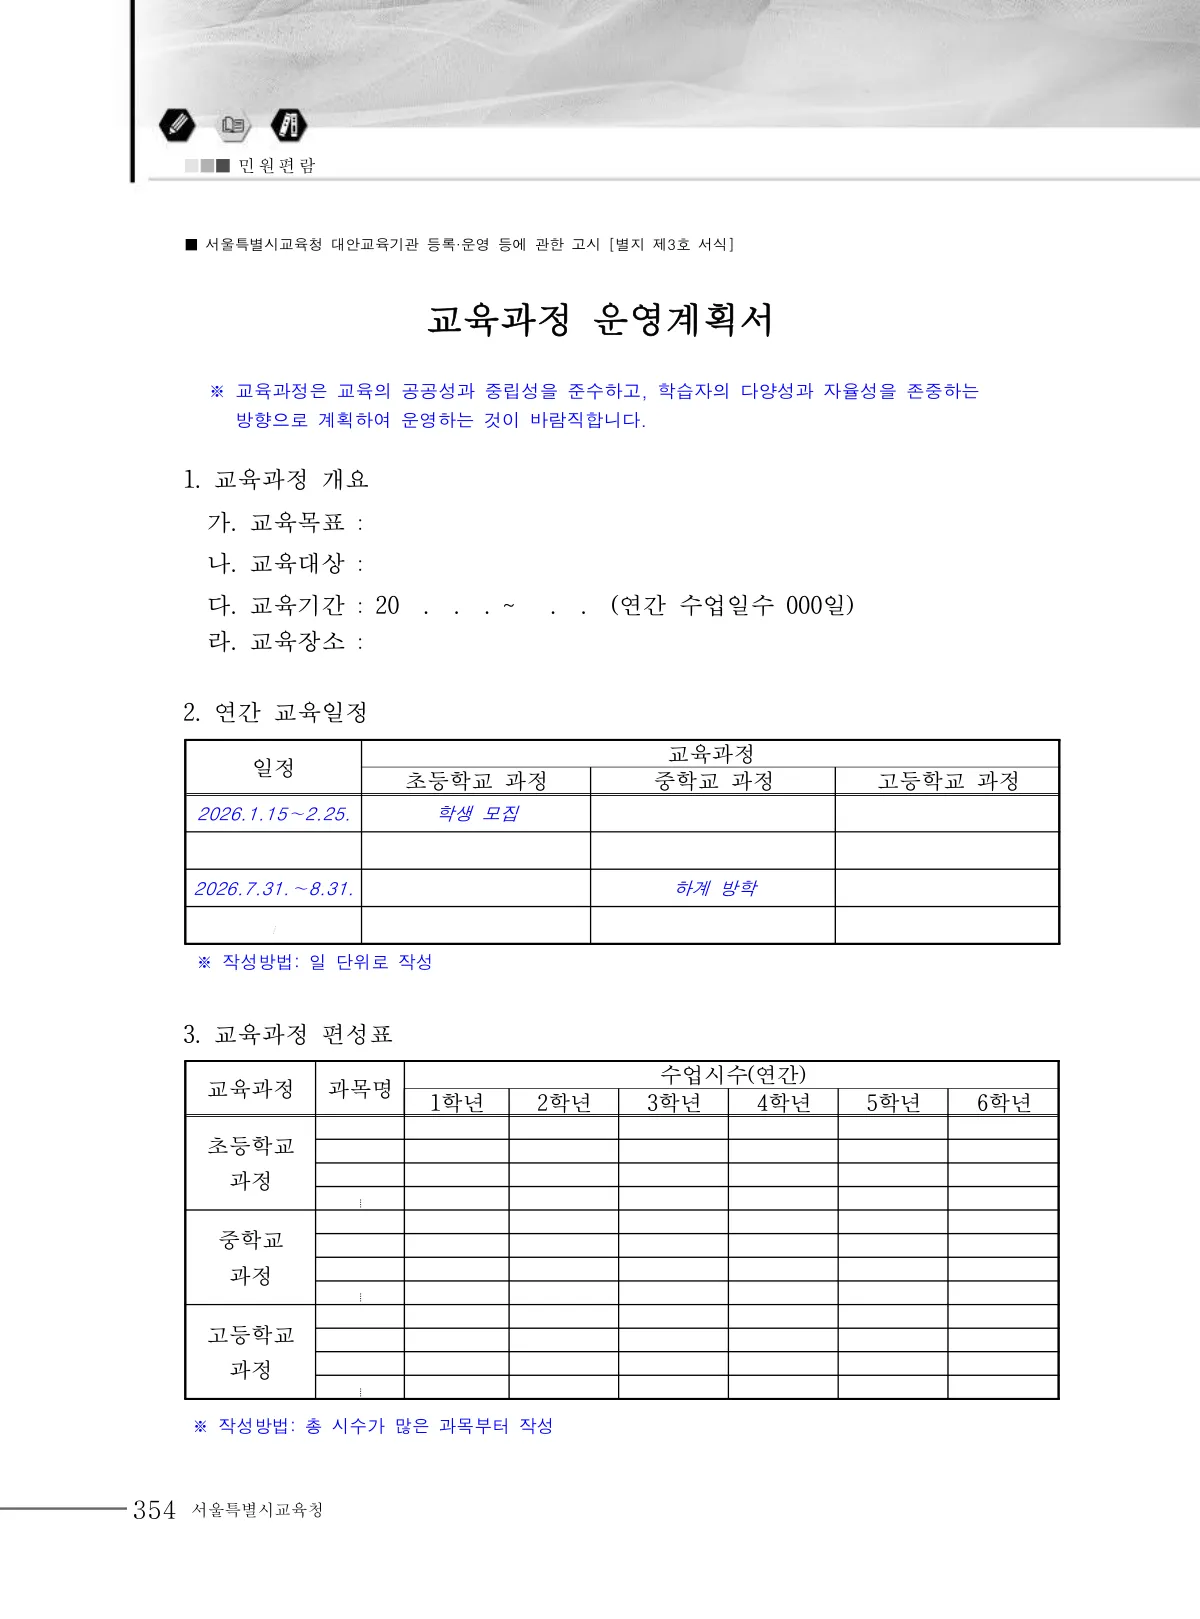 민원편람
■ 서울특별시교육청 대안교육기관 등록·운영 등에 관한 고시 [별지 제3호 서식]
교육과정 운영계획서
※ 교육과정은 교육의 공공성과 중립성을 준수하고, 학습자의 다양성과 자율성을 존중하는
방향으로 계획하여 운영하는 것이 바람직합니다.
1. 교육과정 개요
가. 교육목표 :
나. 교육대상 :
다. 교육기간 : 20 . . . ~ . . (연간 수업일수 000일)
라. 교육장소 :
2. 연간 교육일정
일정 교육과정
초등학교 과정 중학교 과정 고등학교 과정
2026.1.15~2.25. 학생 모집
2026.7.31.~8.31. 하계 방학
※ 작성방법: 일 단위로 작성
3. 교육과정 편성표
교육과정 과목명 수업시수(연간)
1학년 2학년 3학년 4학년 5학년 6학년
초등학교
과정
⁞
중학교
과정
⁞
고등학교
과정
⁞
※ 작성방법: 총 시수가 많은 과목부터 작성
354 서울특별시교육청